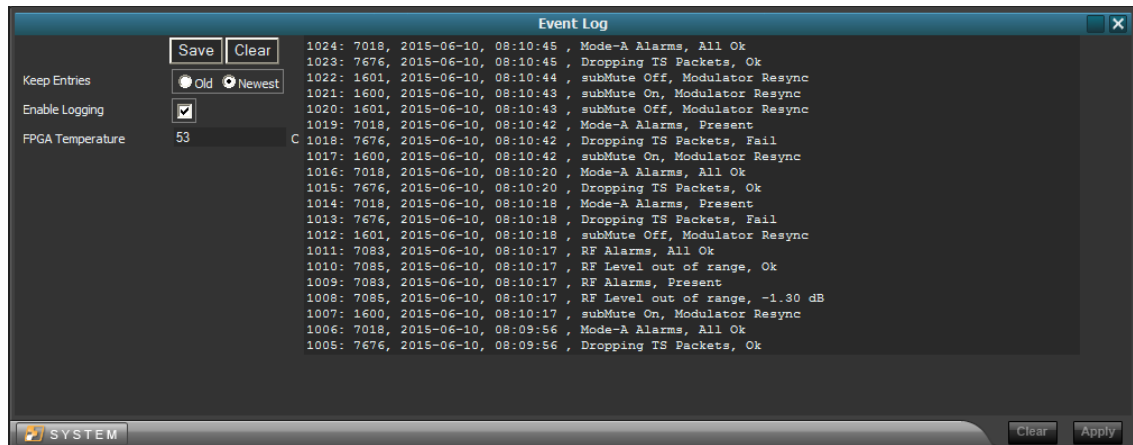 Event Log
Save Clear
Keep Entries Old Newest
Enable Logging
FPGA Temperature 53 C
1024: 7018, 2015-06-10, 08:10:45 , Mode-A Alarms, All Ok
1023: 7676, 2015-06-10, 08:10:45 , Dropping TS Packets, Ok
1022: 1601, 2015-06-10, 08:10:44 , subMute Off, Modulator Resync
1021: 1600, 2015-06-10, 08:10:43 , subMute On, Modulator Resync
1020: 1601, 2015-06-10, 08:10:43 , subMute Off, Modulator Resync
1019: 7018, 2015-06-10, 08:10:42 , Mode-A Alarms, Present
1018: 7676, 2015-06-10, 08:10:42 , Dropping TS Packets, Fail
1017: 1600, 2015-06-10, 08:10:42 , subMute On, Modulator Resync
1016: 7018, 2015-06-10, 08:10:20 , Mode-A Alarms, All Ok
1015: 7676, 2015-06-10, 08:10:20 , Dropping TS Packets, Ok
1014: 7018, 2015-06-10, 08:10:18 , Mode-A Alarms, Present
1013: 7676, 2015-06-10, 08:10:18 , Dropping TS Packets, Fail
1012: 1601, 2015-06-10, 08:10:18 , subMute Off, Modulator Resync
1011: 7083, 2015-06-10, 08:10:17 , RF Alarms, All Ok
1010: 7085, 2015-06-10, 08:10:17 , RF Level out of range, Ok
1009: 7083, 2015-06-10, 08:10:17 , RF Alarms, Present
1008: 7085, 2015-06-10, 08:10:17 , RF Level out of range, -1.30 dB
1007: 1600, 2015-06-10, 08:10:17 , subMute On, Modulator Resync
1006: 7018, 2015-06-10, 08:09:56 , Mode-A Alarms, All Ok
1005: 7676, 2015-06-10, 08:09:56 , Dropping TS Packets, Ok
SYSTEM Clear Apply